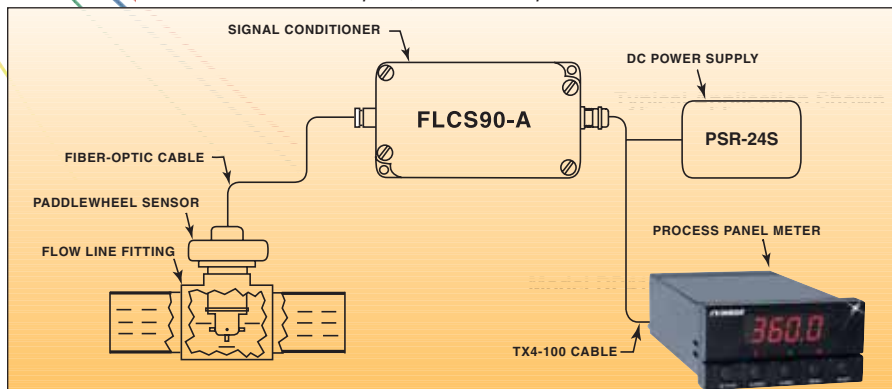 SIGNAL CONDITIONER
DC POWER SUPPLY
FLCS90-A
PSR-24S
FIBER-OPTIC CABLE
PADDLEWHEEL SENSOR
PROCESS PANEL METER
FLOW LINE FITTING
360.0
TX4-100 CABLE